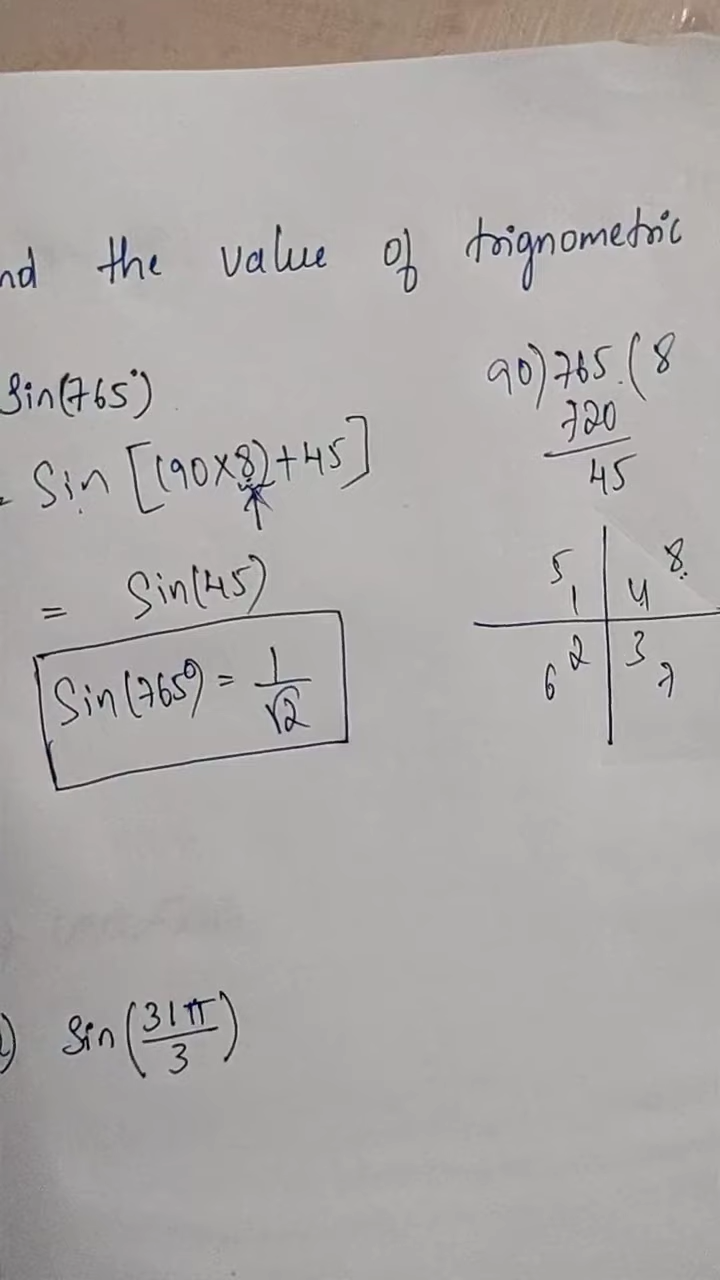 nd the value of trignometric
Sin(765°)
= Sin [(90×8)+45]
= Sin(45)
Sin(765°) = 1/√2
90)765.(8
720
45
5 1 4 8.
6 2 3 7
) Sin(31π/3)